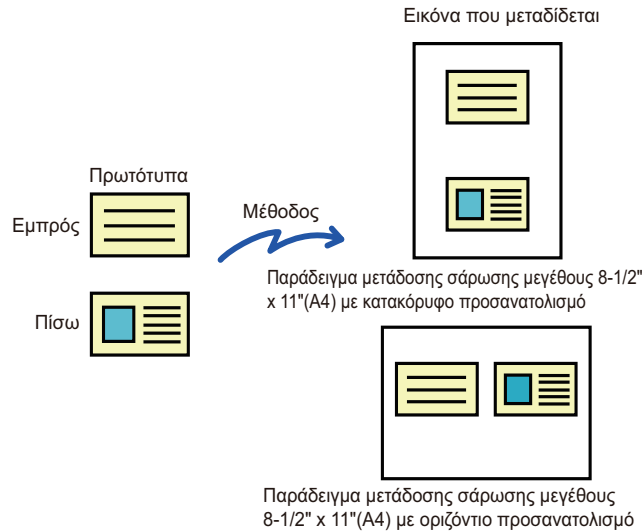 Εικόνα που μεταδίδεται
Πρωτότυπα
Εμπρός
Μέθοδος
Πίσω
Παράδειγμα μετάδοσης σάρωσης μεγέθους 8-1/2"
x 11"(A4) με κατακόρυφο προσανατολισμό
Παράδειγμα μετάδοσης σάρωσης μεγέθους
8-1/2" x 11"(A4) με οριζόντιο προσανατολισμό